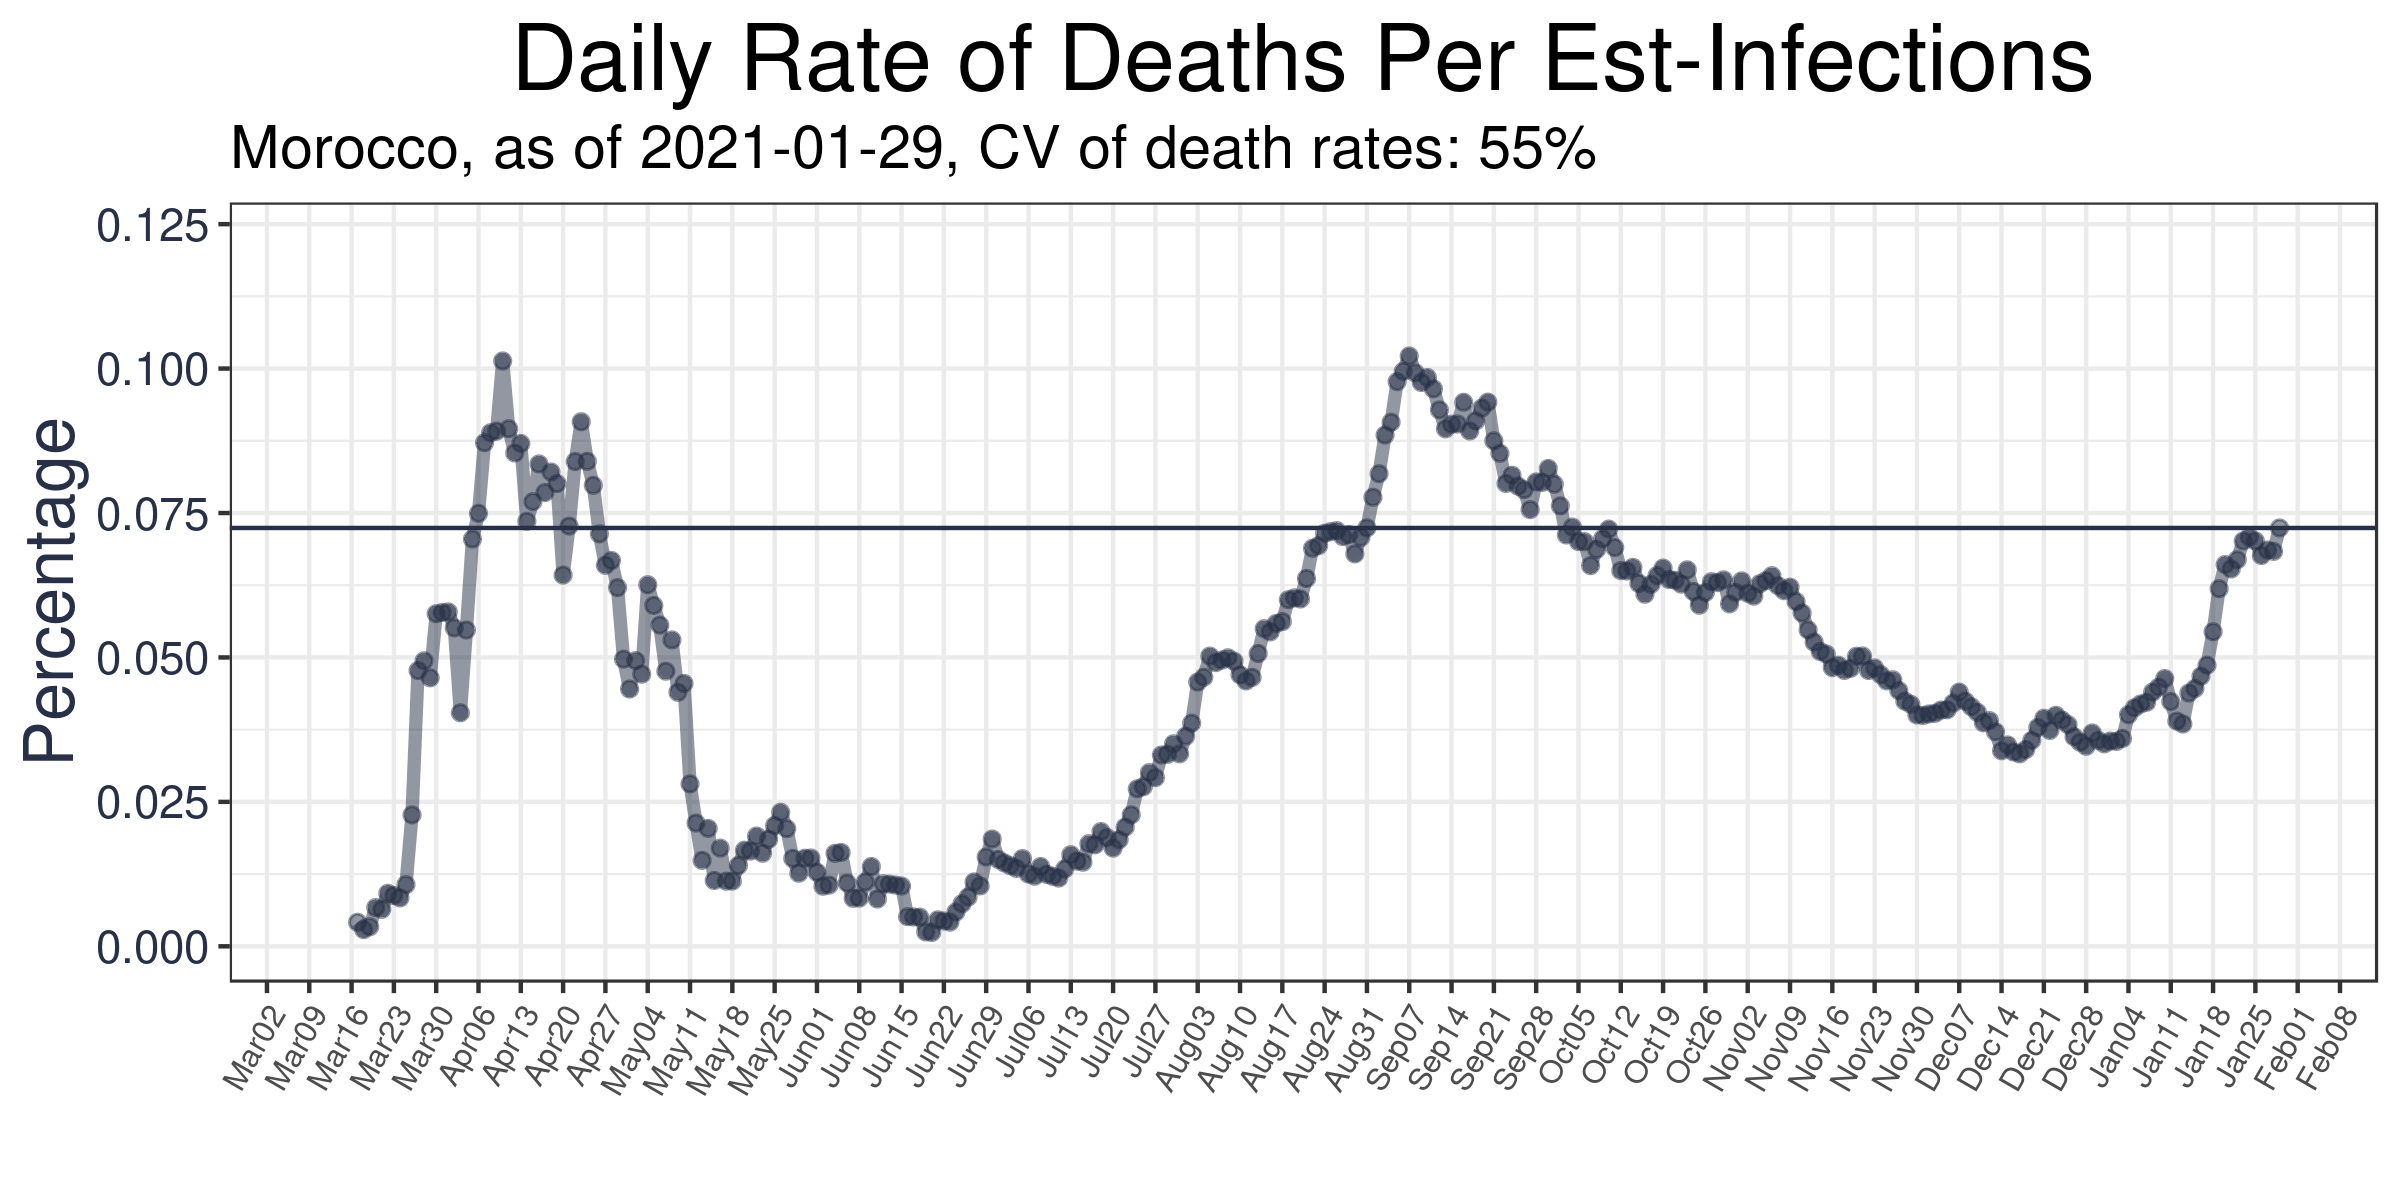 Daily Rate of Deaths Per Est-Infections
Morocco, as of 2021-01-29, CV of death rates: 55%
Percentage
0.125
0.100
0.075
0.050
0.025
0.000
Mar02 Mar09 Mar16 Mar23 Mar30 Apr06 Apr13 Apr20 Apr27 May04 May11 May18 May25 Jun01 Jun08 Jun15 Jun22 Jun29 Jul06 Jul13 Jul20 Jul27 Aug03 Aug10 Aug17 Aug24 Aug31 Sep07 Sep14 Sep21 Sep28 Oct05 Oct12 Oct19 Oct26 Nov02 Nov09 Nov16 Nov23 Nov30 Dec07 Dec14 Dec21 Dec28 Jan04 Jan11 Jan18 Jan25 Feb01 Feb08